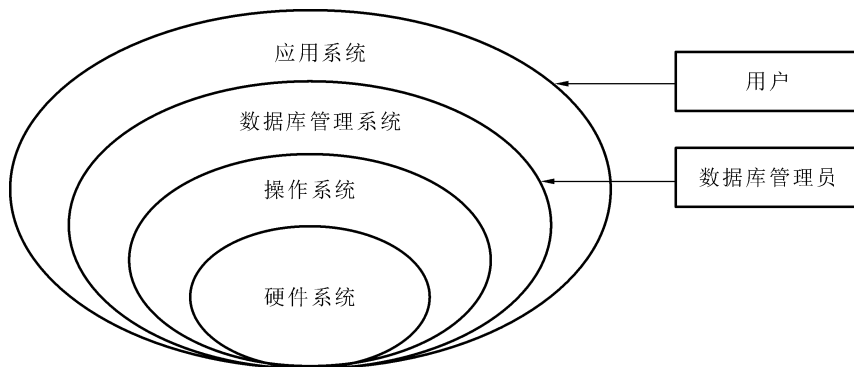 应用系统
用户
数据库管理系统
数据库管理员
操作系统
硬件系统